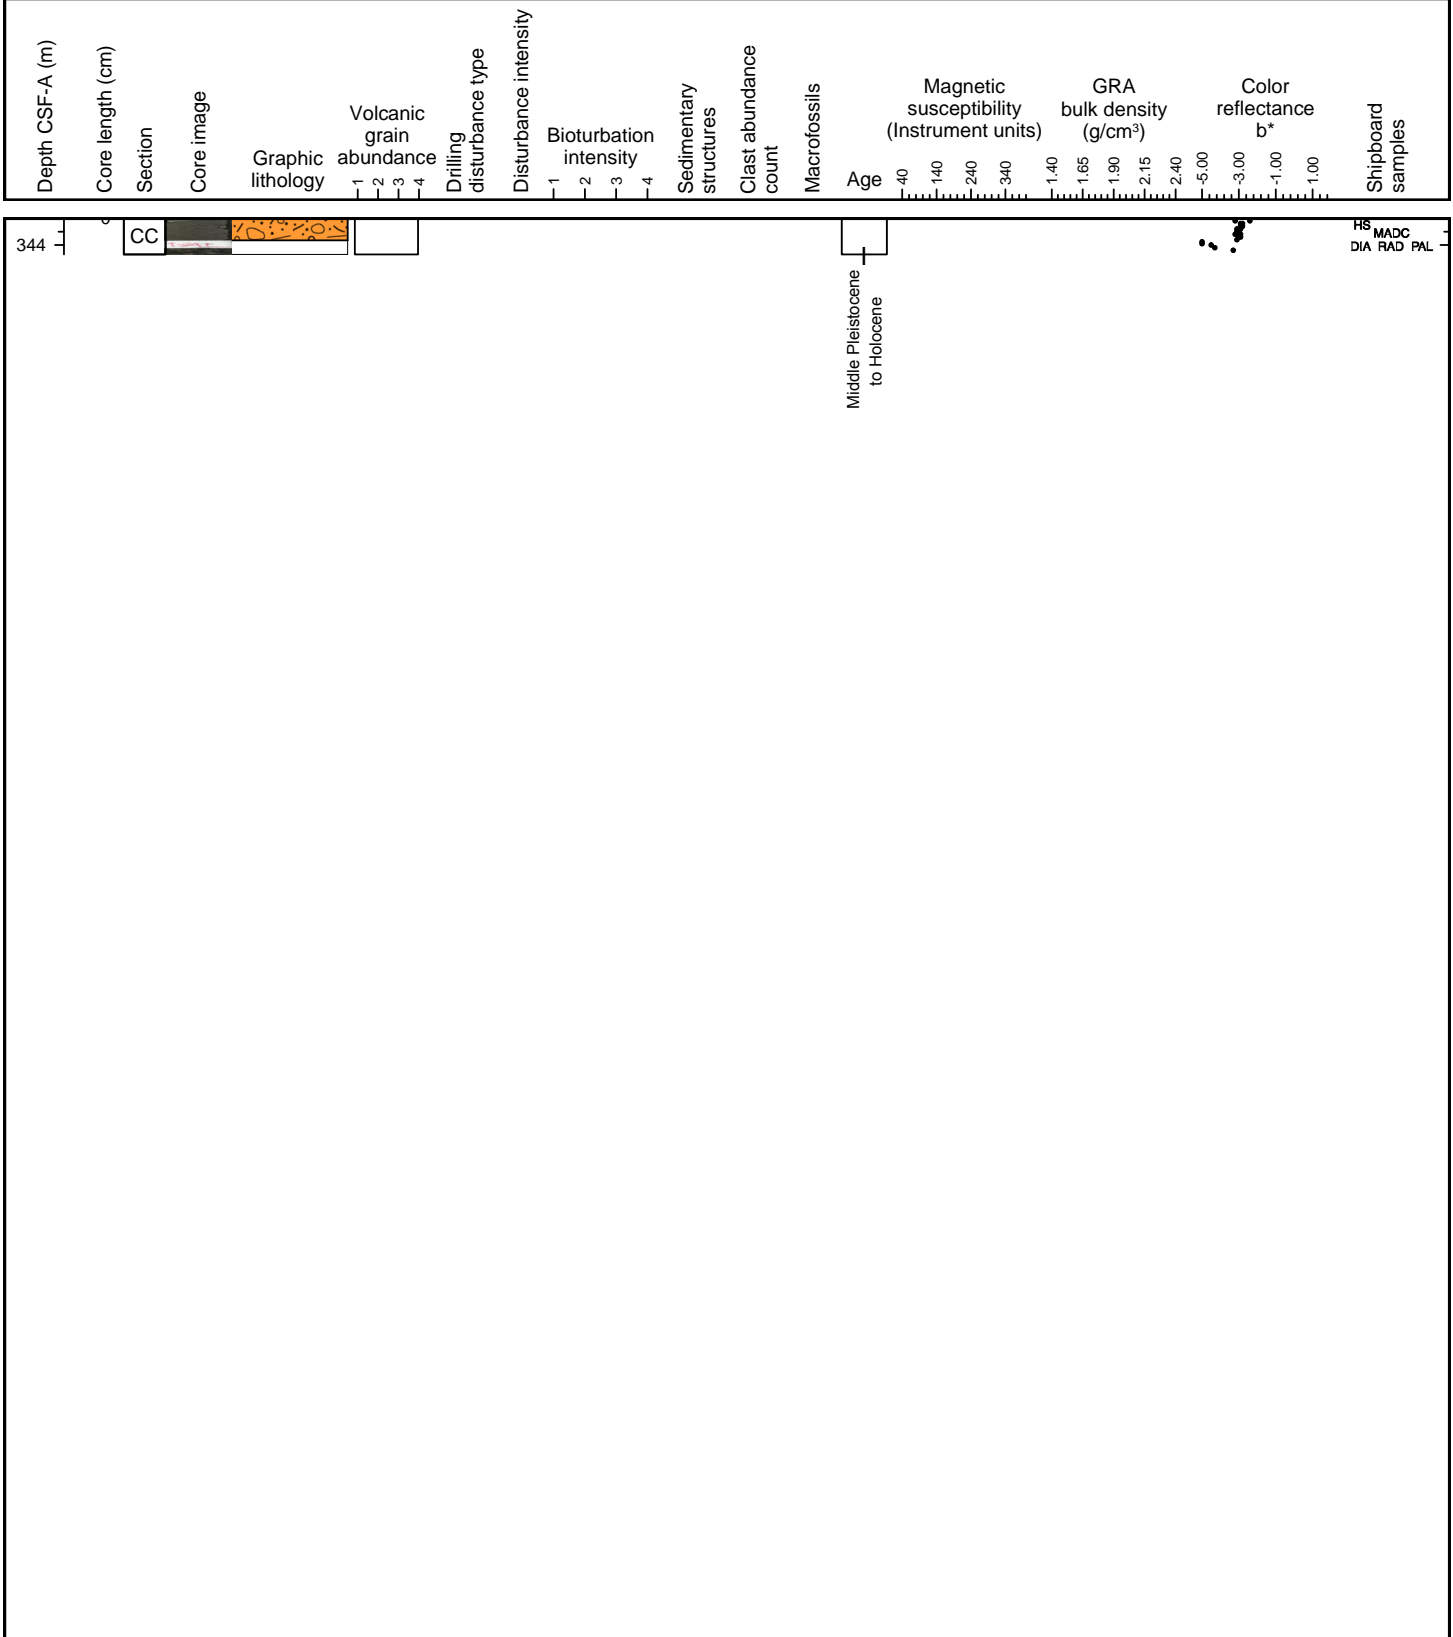 Depth CSF-A (m)
Core length (cm)
Section
Core image
Graphic
lithology
Volcanic
grain
abundance
1 2 3 4
Drilling
disturbance type
Disturbance intensity
Bioturbation
intensity
1 2 3 4
Sedimentary
structures
Clast abundance
count
Macrofossils
Age
Magnetic
susceptibility
(Instrument units)
40 140 240 340
GRA
bulk density
(g/cm³)
1.40 1.65 1.90 2.15 2.40
Color
reflectance
b*
-5.00 -3.00 -1.00 1.00
Shipboard
samples
344
0
CC
Middle Pleistocene
to Holocene
HS
MADC
DIA RAD PAL